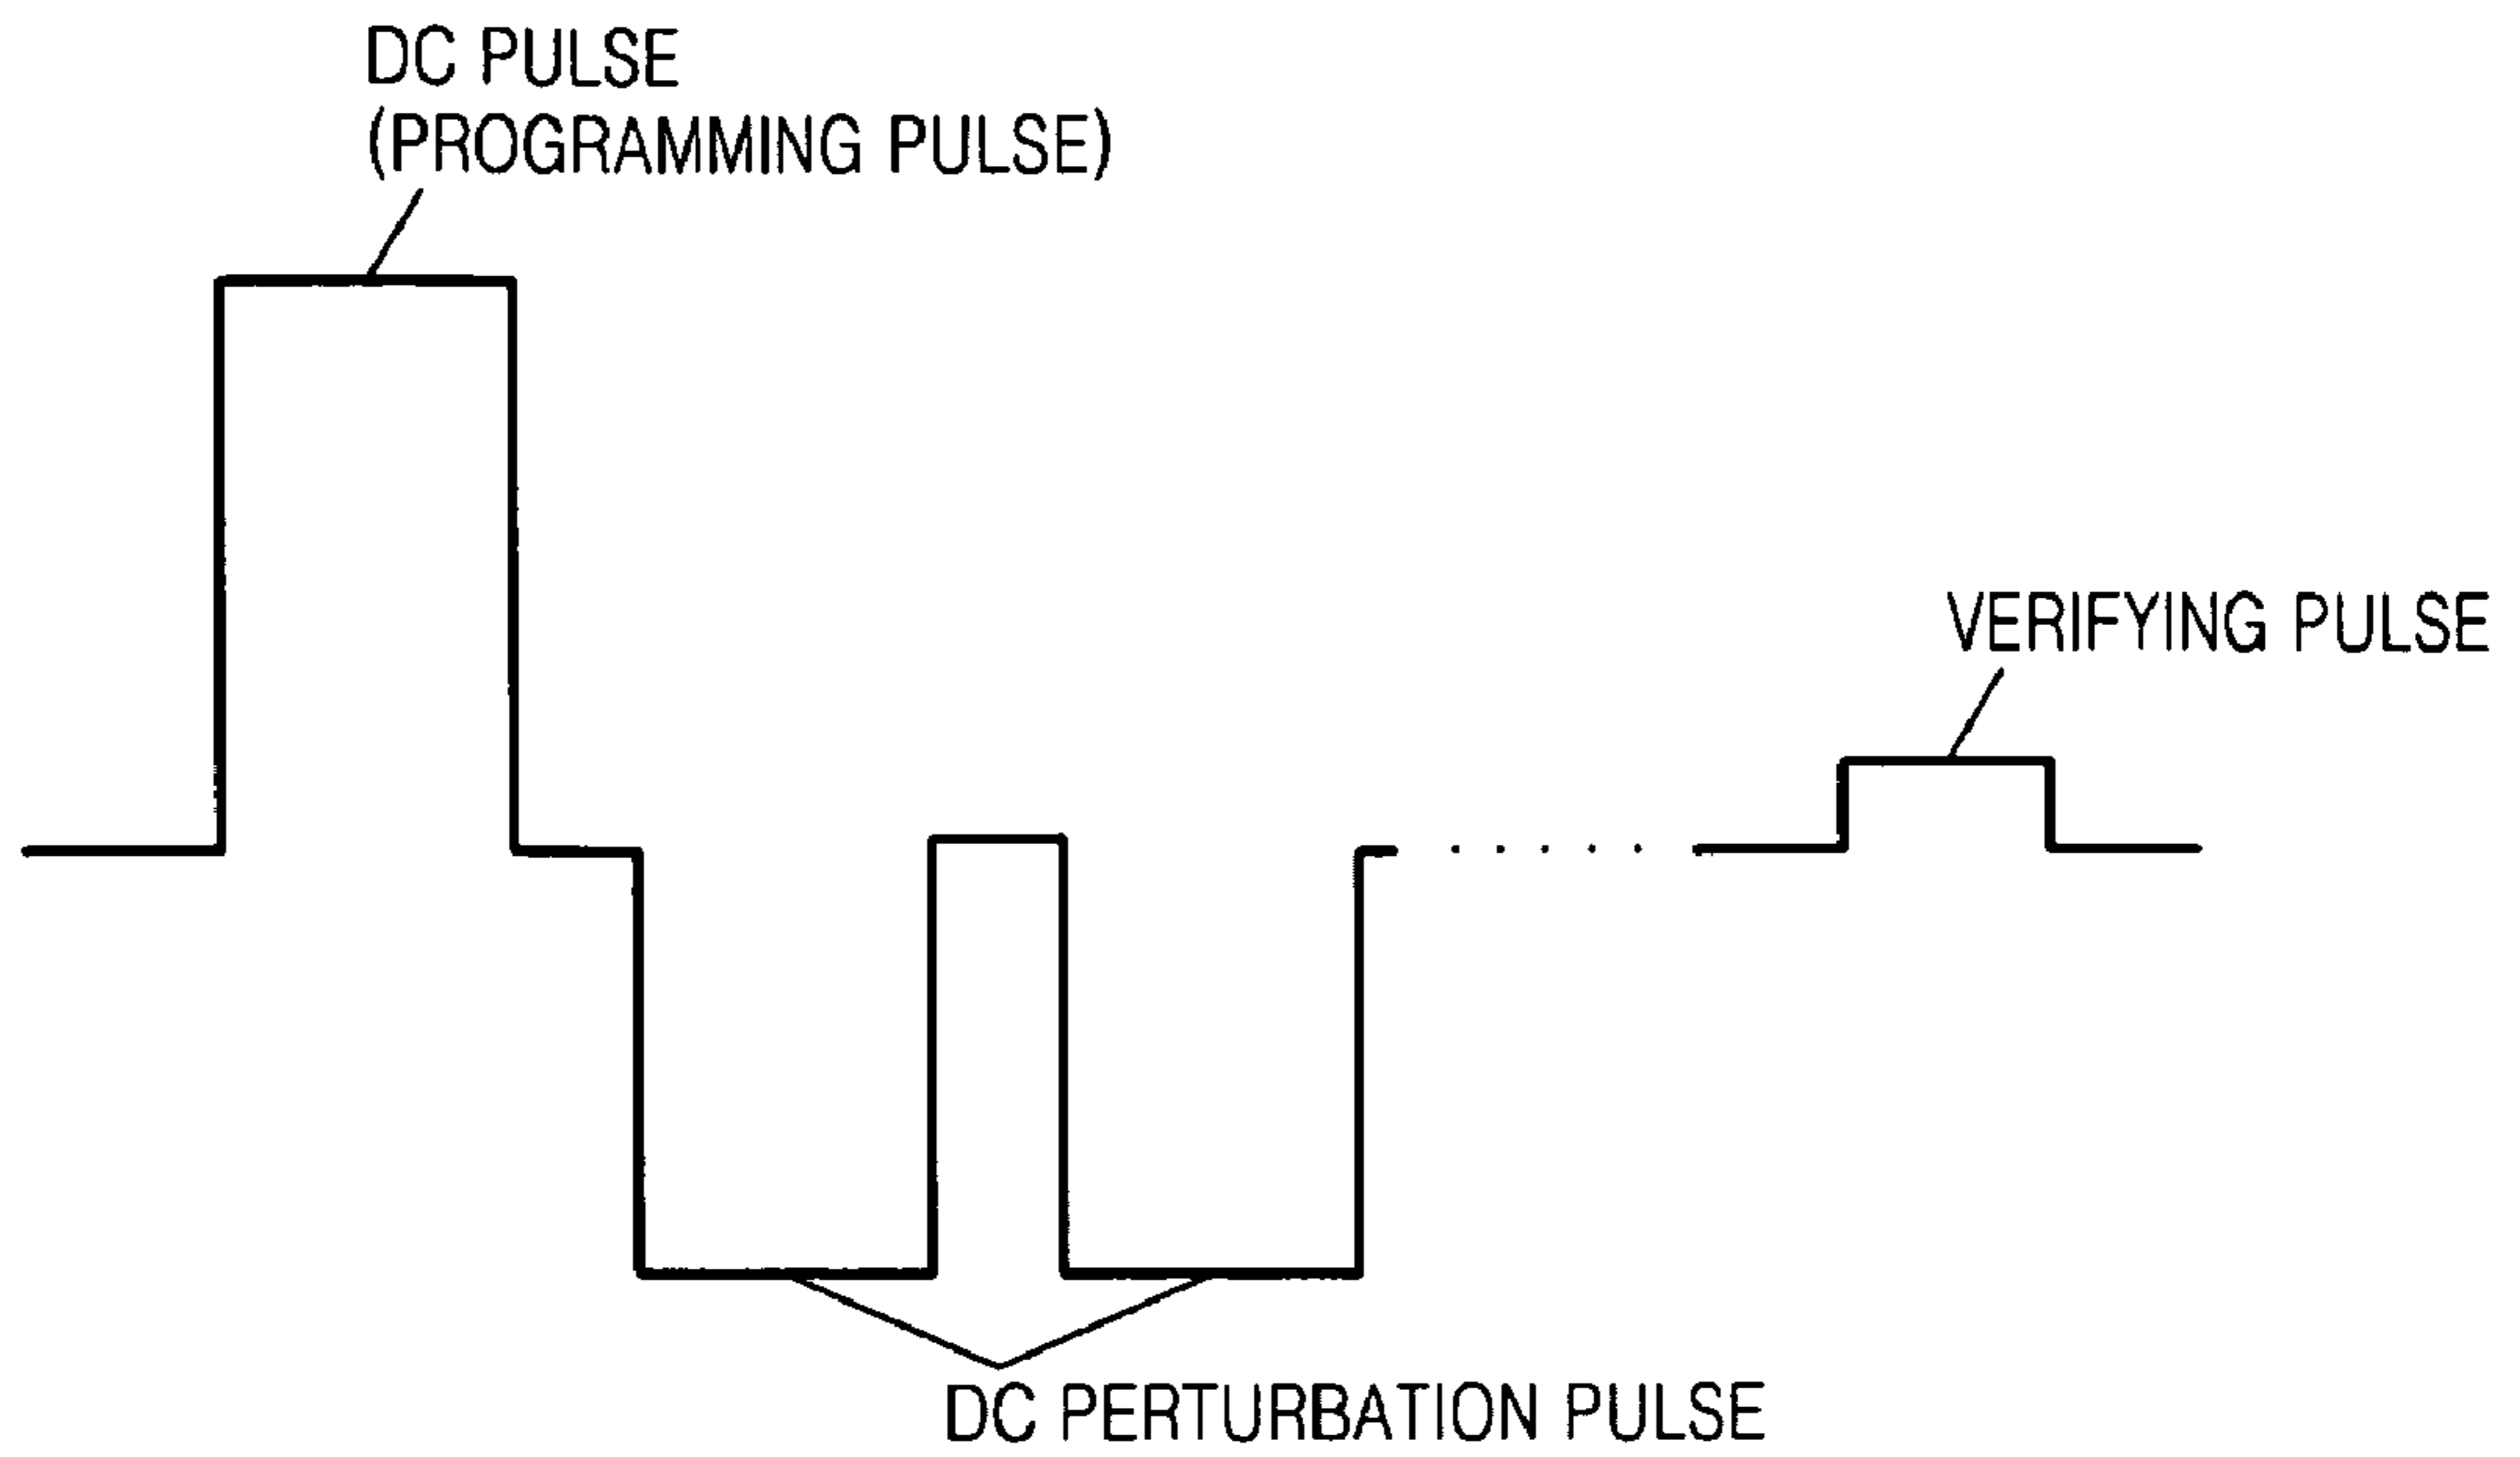 DC PULSE
(PROGRAMMING PULSE)
VERIFYING PULSE
DC PERTURBATION PULSE